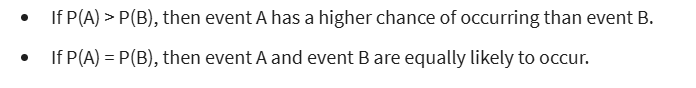 • If P(A) > P(B), then event A has a higher chance of occurring than event B.
• If P(A) = P(B), then event A and event B are equally likely to occur.